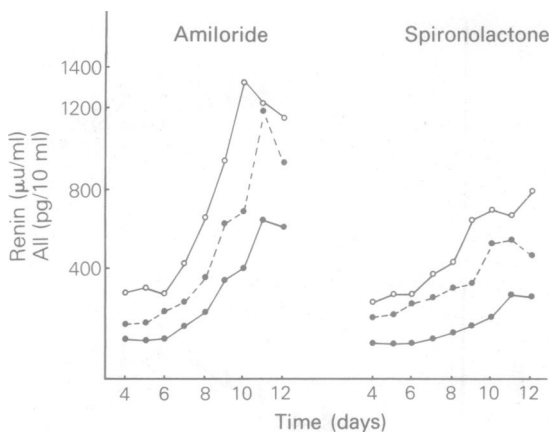 Amiloride Spironolactone
1400
1200
800
400
Renin (μu/ml)
All (pg/10 ml)
4 6 8 10 12 4 6 8 10 12
Time (days)